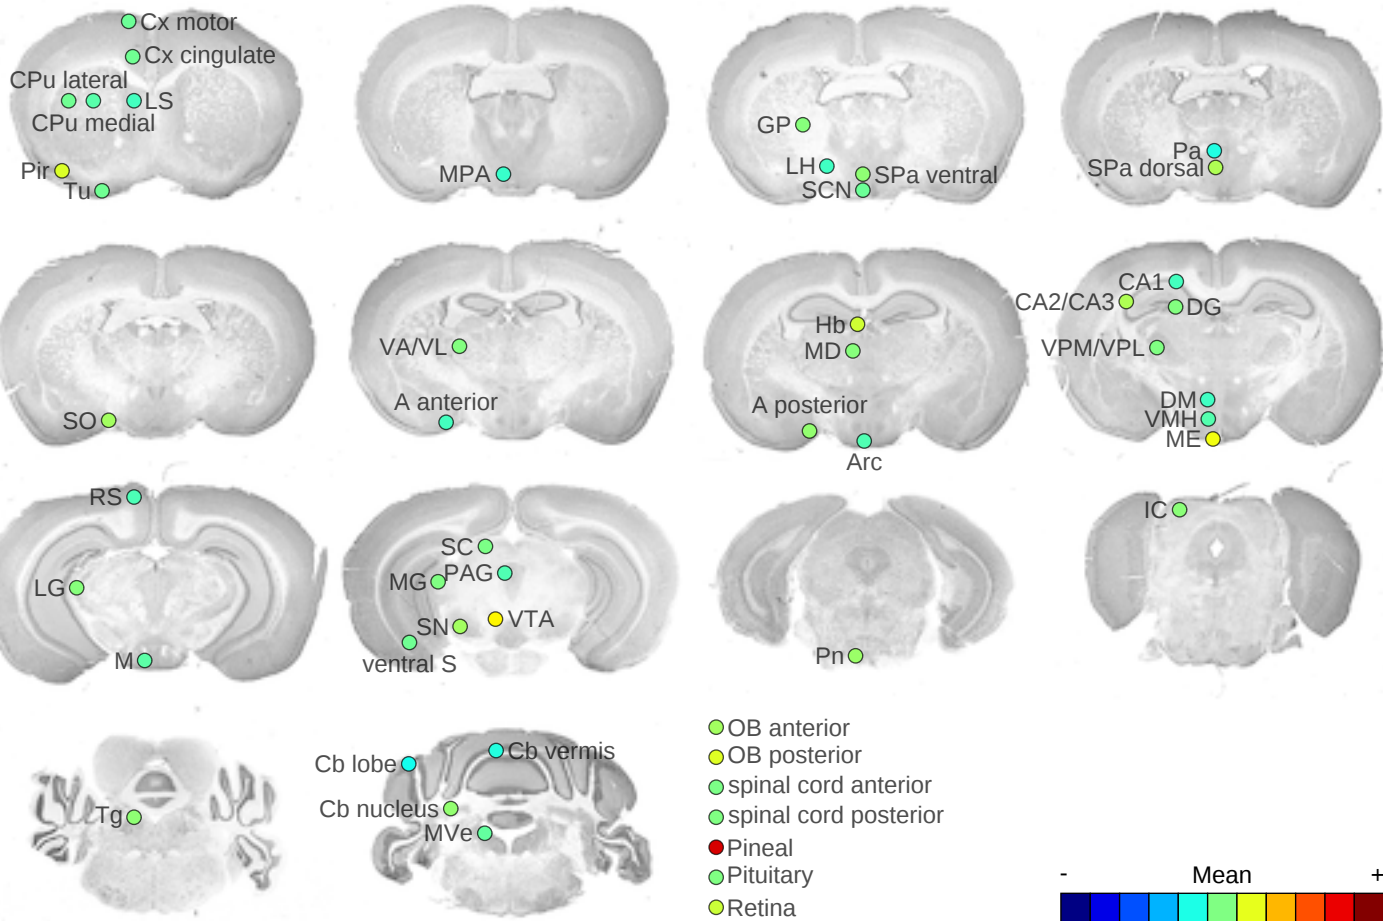 Cx motor
Cx cingulate
CPu lateral
LS
CPu medial
Pir
Tu
MPA
GP
LH
SPa ventral
SCN
Pa
SPa dorsal
SO
VA/VL
A anterior
Hb
MD
A posterior
Arc
CA1
CA2/CA3
DG
VPM/VPL
DM
VMH
ME
RS
LG
M
SC
PAG
MG
VTA
SN
ventral S
Pn
IC
Tg
Cb vermis
Cb lobe
Cb nucleus
MVe
OB anterior
OB posterior
spinal cord anterior
spinal cord posterior
Pineal
Pituitary
Retina
- Mean +